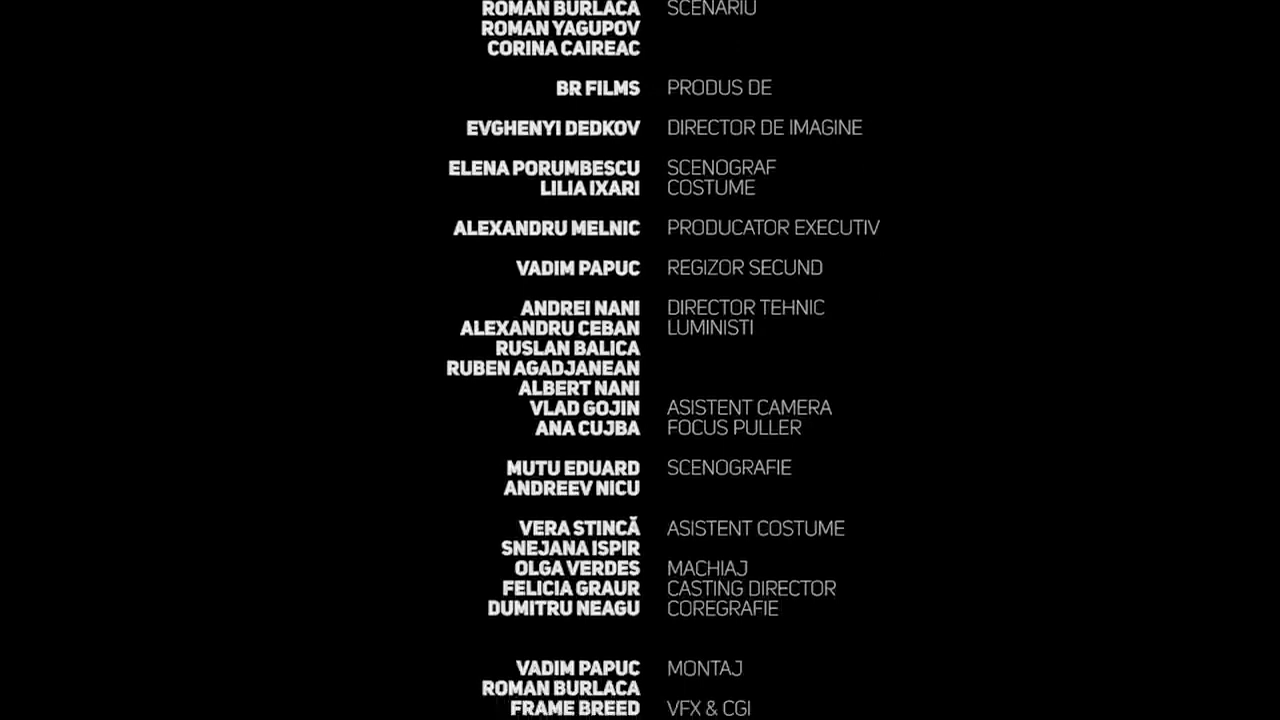 ROMAN BURLACA SCENARIU
ROMAN YAGUPOV
CORINA CAIREAC
BR FILMS PRODUS DE
EVGHENYI DEDKOV DIRECTOR DE IMAGINE
ELENA PORUMBESCU SCENOGRAF
LILIA IXARI COSTUME
ALEXANDRU MELNIC PRODUCATOR EXECUTIV
VADIM PAPUC REGIZOR SECUND
ANDREI NANI DIRECTOR TEHNIC
ALEXANDRU CEBAN LUMINISTI
RUSLAN BALICA
RUBEN AGADJANEAN
ALBERT NANI
VLAD GOJIN ASISTENT CAMERA
ANA CUJBA FOCUS PULLER
MUTU EDUARD SCENOGRAFIE
ANDREEV NICU
VERA STINCĂ ASISTENT COSTUME
SNEJANA ISPIR
OLGA VERDES MACHIAJ
FELICIA GRAUR CASTING DIRECTOR
DUMITRU NEAGU COREGRAFIE
VADIM PAPUC MONTAJ
ROMAN BURLACA
FRAME BREED VFX & CGI